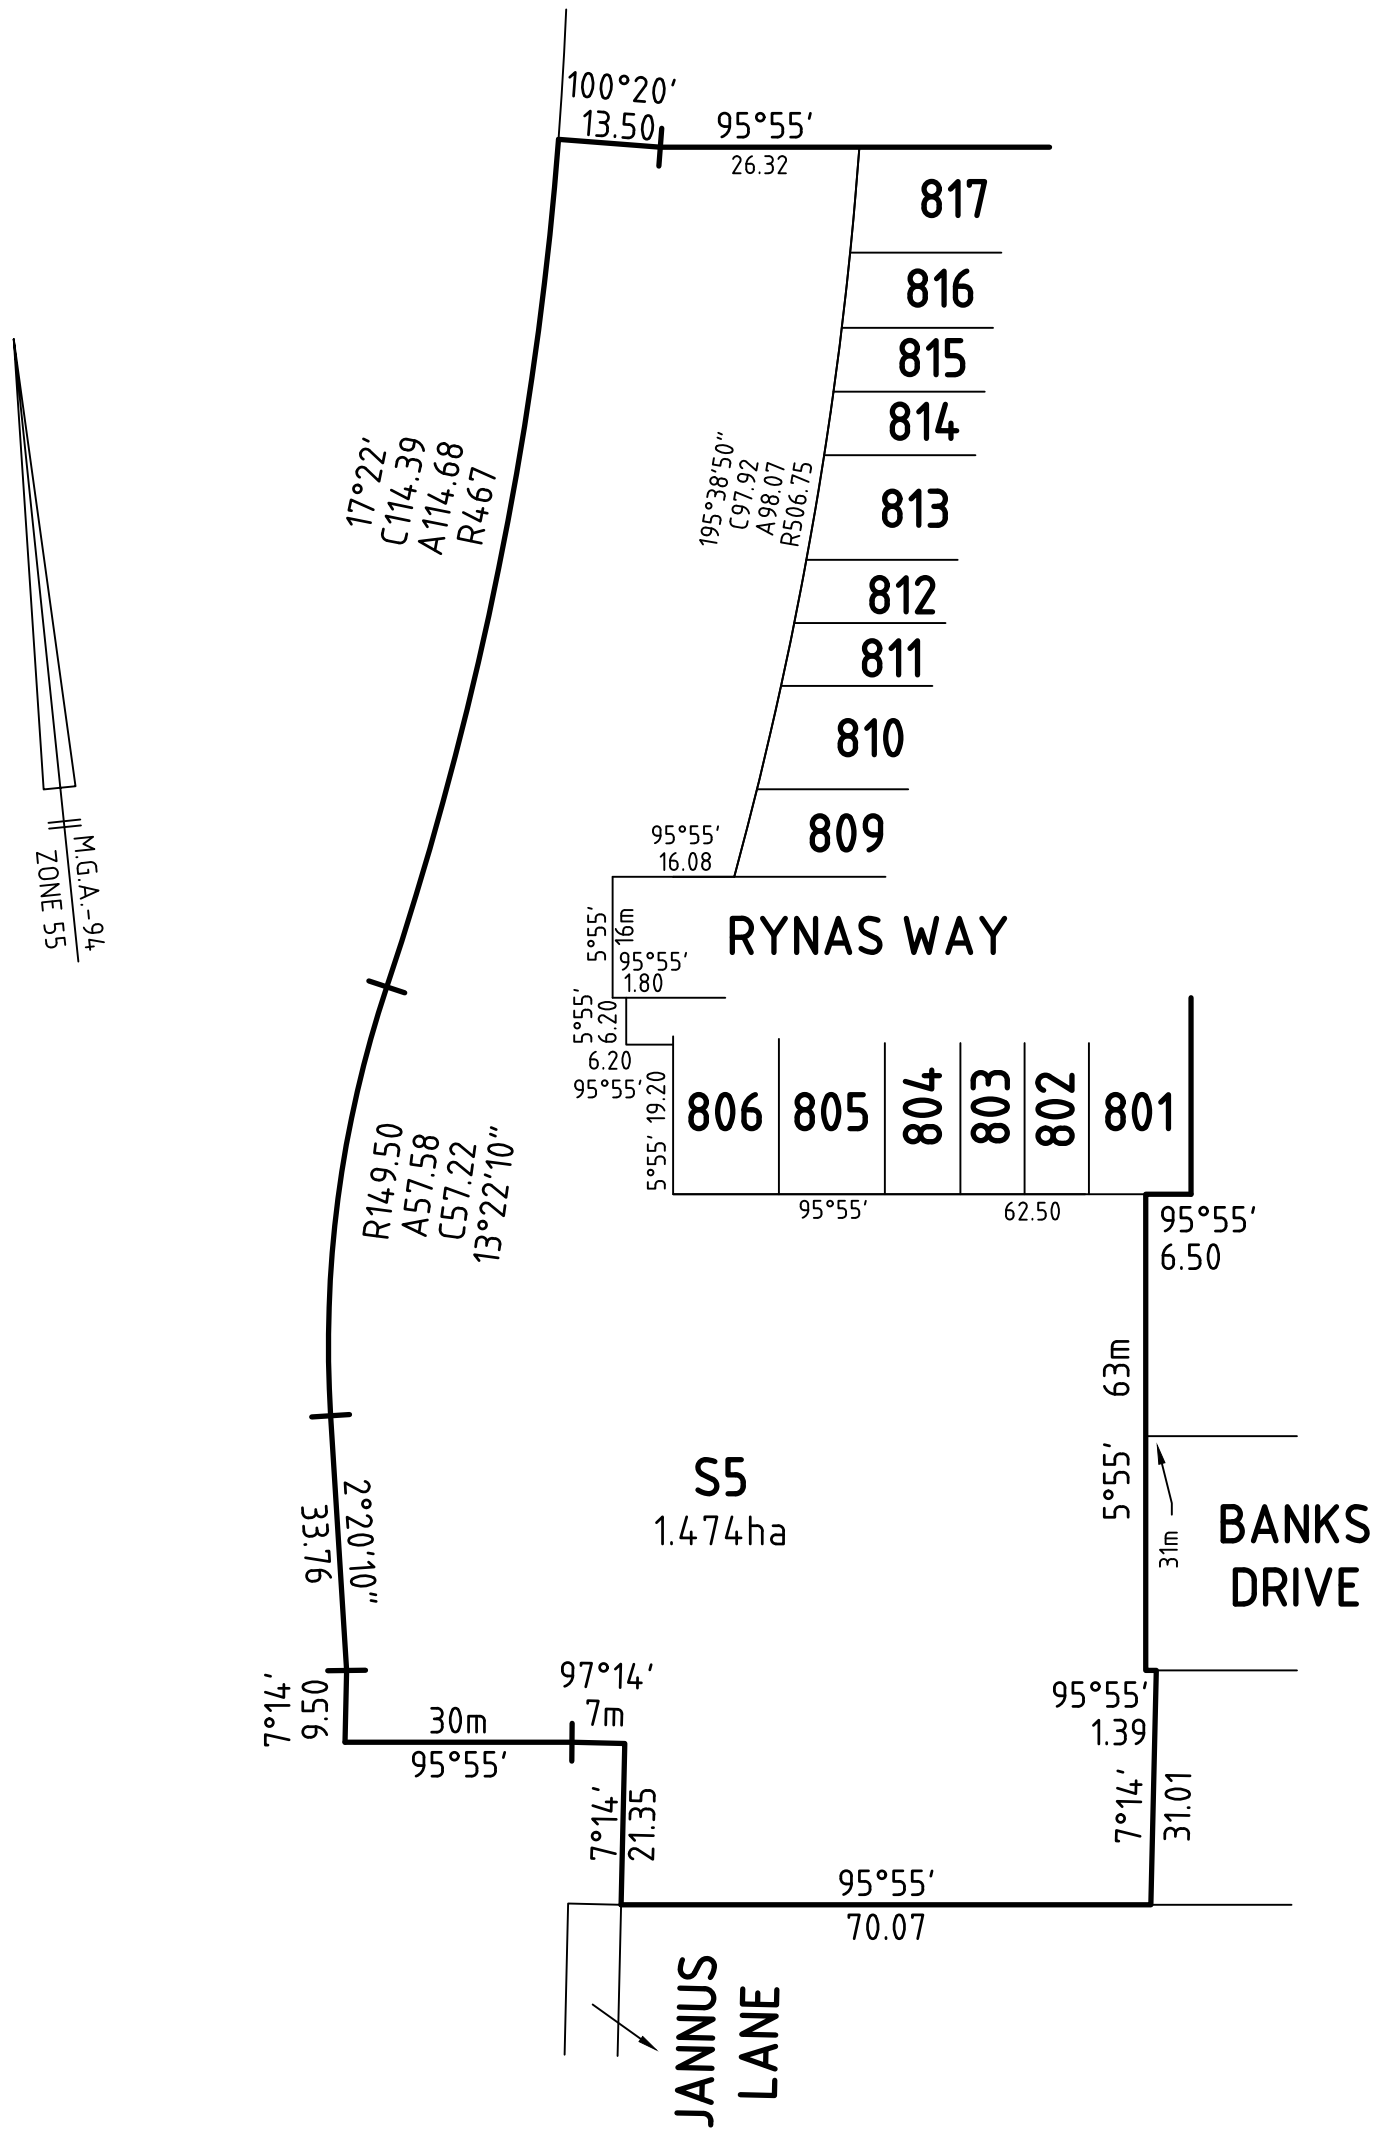 100°20'
13.50
95°55'
26.32
817
816
815
814
813
812
811
810
809
17°22'
C114.39
A114.68
R467
195°38'50"
C97.92
A98.07
R506.75
M.G.A.-94
ZONE 55
95°55'
16.08
5°55'
16m
RYNAS WAY
95°55'
1.80
5°55'
6.20
6.20
95°55'
5°55' 19.20
806
805
804
803
802
801
95°55'
62.50
95°55'
6.50
R149.50
A57.58
C57.22
13°22'10"
63m
5°55'
31m
BANKS
DRIVE
S5
1.474ha
2°20'10"
33.76
7°14'
9.50
30m
95°55'
97°14'
7m
7°14'
21.35
95°55'
1.39
7°14'
31.01
95°55'
70.07
JANNUS
LANE